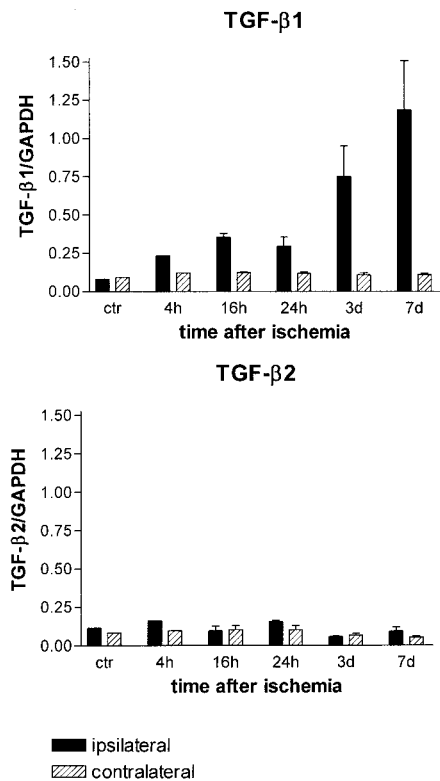 TGF-β1
1.50
1.25
1.00
0.75
0.50
0.25
0.00
TGF-β1/GAPDH
ctr 4h 16h 24h 3d 7d
time after ischemia
TGF-β2
1.50
1.25
1.00
0.75
0.50
0.25
0.00
TGF-β2/GAPDH
ctr 4h 16h 24h 3d 7d
time after ischemia
ipsilateral
contralateral